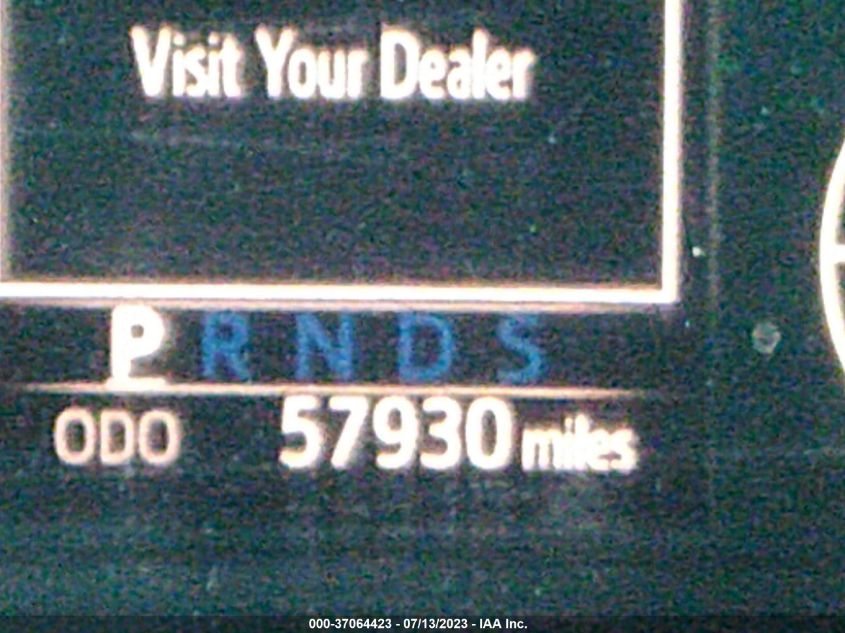 Visit Your Dealer
P R N D S
ODO 57930 miles
000-37064423 - 07/13/2023 - IAA Inc.